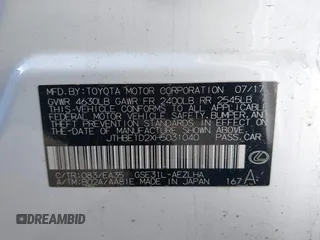 MFD. BY: TOYOTA MOTOR CORPORATION 07/17
GVWR 4630LB GAWR FR 2400LB RR 2545LB
THIS VEHICLE CONFORMS TO ALL APPLICABLE
FEDERAL MOTOR VEHICLE SAFETY, BUMPER, AND
THEFT PREVENTION STANDARDS IN EFFECT ON
THE DATE OF MANUFACTURE SHOWN ABOVE.
JTHBE1D2XH5031040 PASS.CAR
C/TR:083/EA35 GSE31L-AEZLHA
A/TM:B02A/AA81E MADE IN JAPAN 167 A